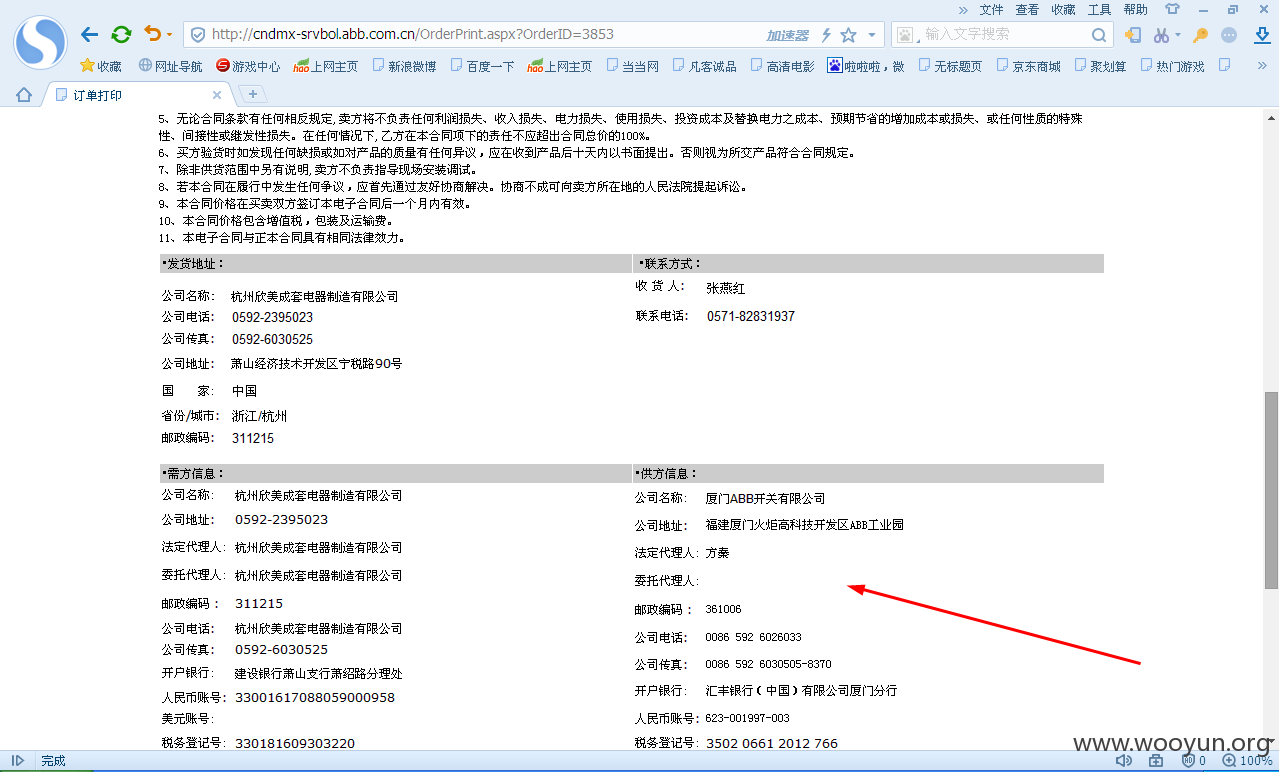 » 文件 查看 收藏 工具 帮助
http://cndmx-srvbol.abb.com.cn/OrderPrint.aspx?OrderID=3853 加速器 输入文字搜索
收藏 网址导航 游戏中心 hao上网主页 新浪微博 百度一下 hao上网主页 当当网 凡客诚品 高清电影 啦啦啦，微 无标题页 京东商城 聚划算 热门游戏 »
订单打印
5、无论合同条款有任何相反规定,卖方将不负责任何利润损失、收入损失、电力损失、使用损失、投资成本及替换电力之成本、预期节省的增加成本或损失、或任何性质的特殊
性、间接性或继发性损失。在任何情况下,乙方在本合同项下的责任不应超出合同总价的100%。
6、买方验货时如发现任何缺损或如对产品的质量有任何异议，应在收到产品后十天内以书面提出。否则视为所交产品符合合同规定。
7、除非供货范围中另有说明,卖方不负责指导现场安装调试。
8、若本合同在履行中发生任何争议，应首先通过友好协商解决。协商不成可向卖方所在地的人民法院提起诉讼。
9、本合同价格在买卖双方签订本电子合同后一个月内有效。
10、本合同价格包含增值税，包装及运输费。
11、本电子合同与正本合同具有相同法律效力。
·发货地址： ·联系方式：
公司名称: 杭州欣美成套电器制造有限公司 收 货 人: 张燕红
公司电话: 0592-2395023 联系电话: 0571-82831937
公司传真: 0592-6030525
公司地址: 萧山经济技术开发区宁税路90号
国 家: 中国
省份/城市: 浙江/杭州
邮政编码: 311215
·需方信息： ·供方信息：
公司名称: 杭州欣美成套电器制造有限公司 公司名称: 厦门ABB开关有限公司
公司地址: 0592-2395023 公司地址: 福建厦门火炬高科技开发区ABB工业园
法定代理人: 杭州欣美成套电器制造有限公司 法定代理人: 方秦
委托代理人: 杭州欣美成套电器制造有限公司 委托代理人:
邮政编码 : 311215 邮政编码 : 361006
公司电话: 杭州欣美成套电器制造有限公司 公司电话: 0086 592 6026033
公司传真: 0592-6030525 公司传真: 0086 592 6030505-8370
开户银行: 建设银行萧山支行萧绍路分理处 开户银行: 汇丰银行（中国）有限公司厦门分行
人民币账号: 33001617088059000958 人民币账号: 623-001997-003
美元账号:
税务登记号: 330181609303220 税务登记号: 3502 0661 2012 766
www.wooyun.org
完成 0 100%